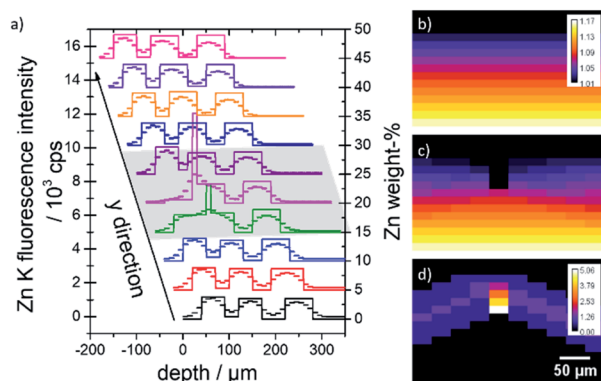 a)
Zn K fluorescence intensity
/ 10³ cps
16
14
12
10
8
6
4
2
0
y direction
-200 -100 0 100 200 300
depth / µm
50
45
40
35
30
25
20
15
10
5
0
Zn weight-%
b)
1.17
1.13
1.09
1.05
1.01
c)
d)
5.06
3.79
2.53
1.26
0.00
50 µm